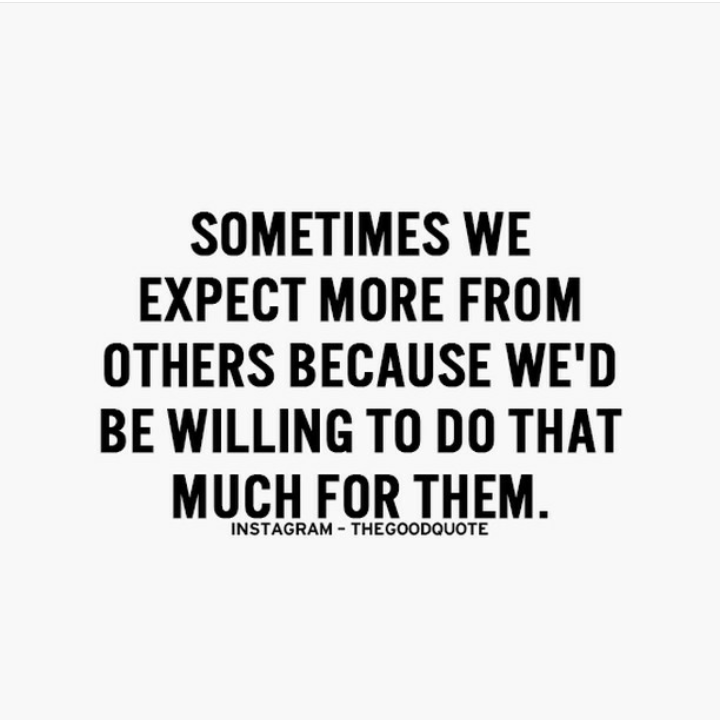 SOMETIMES WE
EXPECT MORE FROM
OTHERS BECAUSE WE'D
BE WILLING TO DO THAT
MUCH FOR THEM.
INSTAGRAM - THEGOODQUOTE